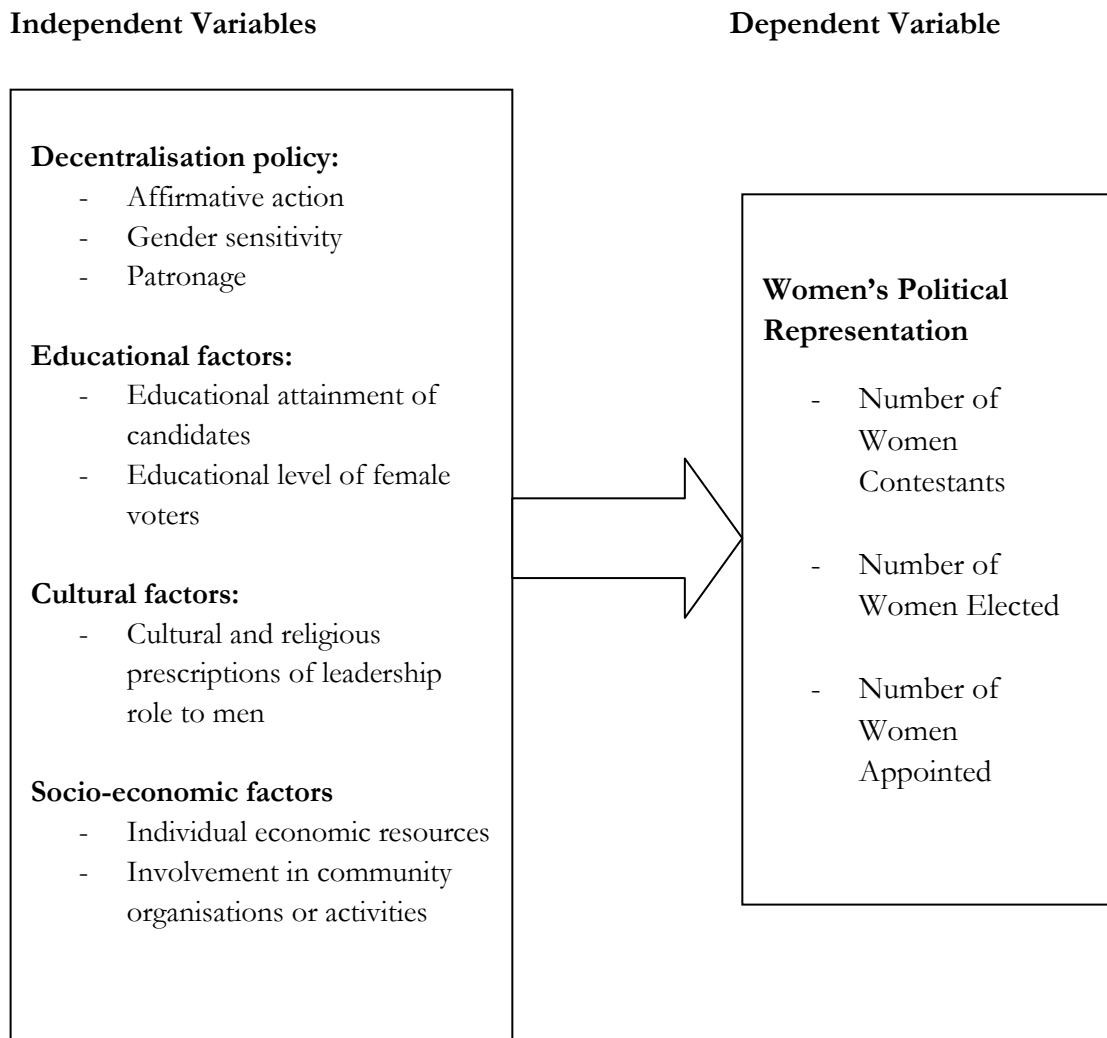 Independent Variables
Dependent Variable
Decentralisation policy:
- Affirmative action
- Gender sensitivity
- Patronage
Educational factors:
- Educational attainment of
candidates
- Educational level of female
voters
Cultural factors:
- Cultural and religious
prescriptions of leadership
role to men
Socio-economic factors
- Individual economic resources
- Involvement in community
organisations or activities
Women’s Political
Representation
- Number of
Women
Contestants
- Number of
Women Elected
- Number of
Women
Appointed